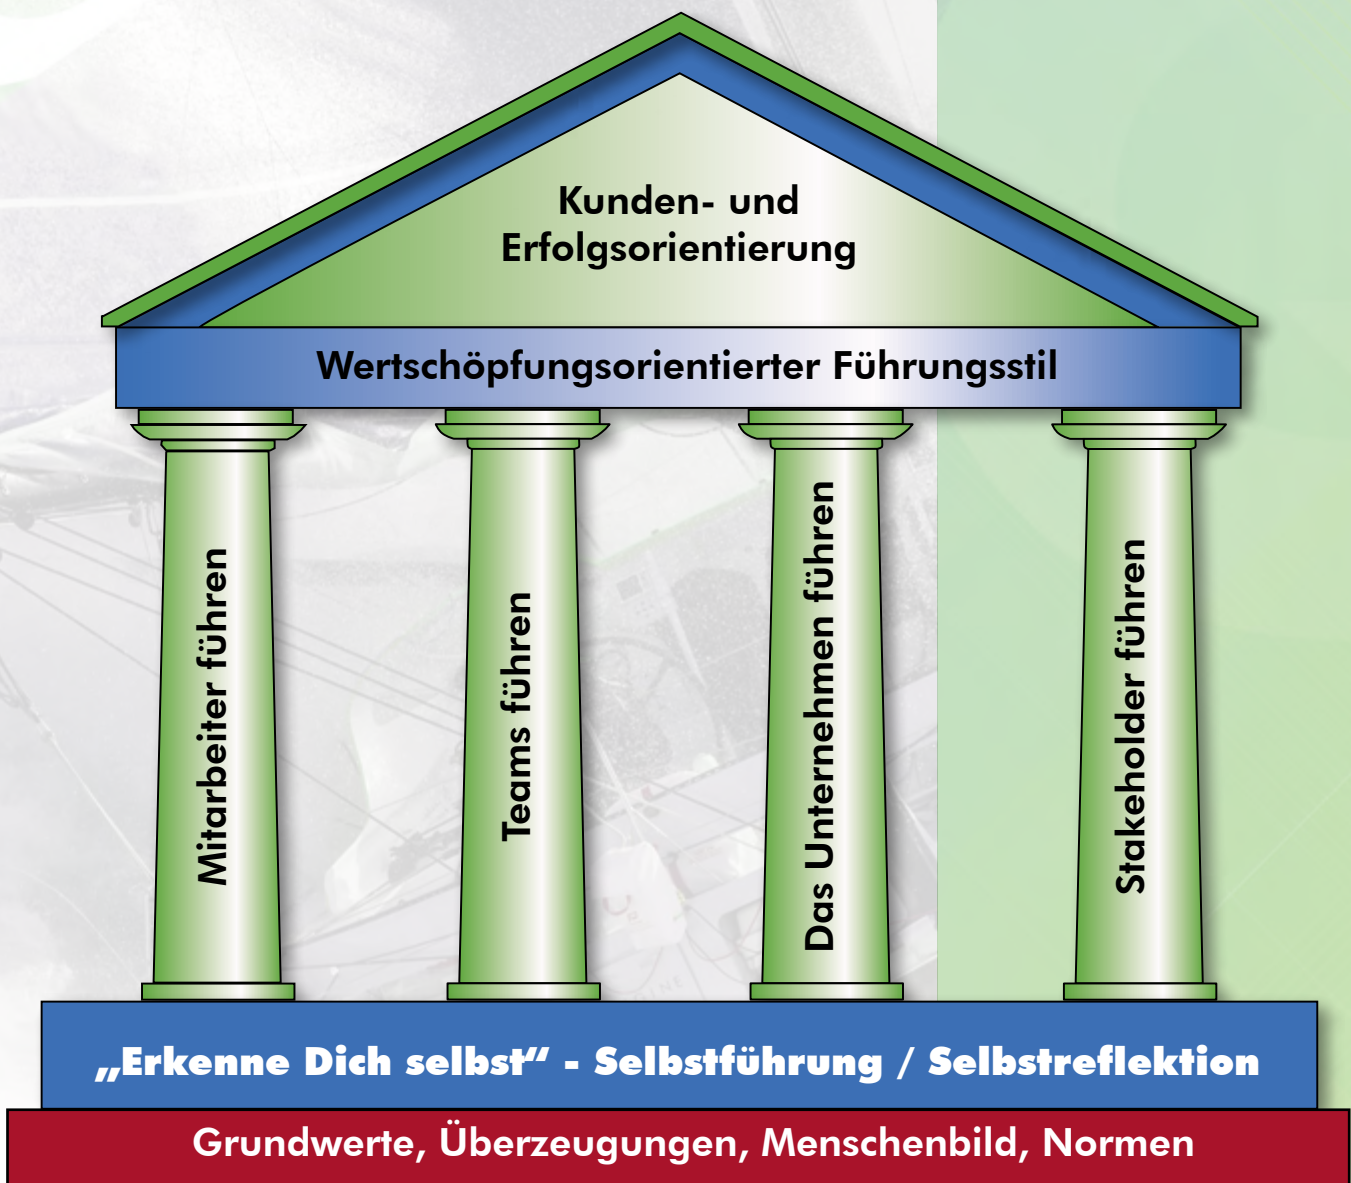 Kunden- und
Erfolgsorientierung
Wertschöpfungsorientierter Führungsstil
Mitarbeiter führen
Teams führen
Das Unternehmen führen
Stakeholder führen
„Erkenne Dich selbst“ - Selbstführung / Selbstreflektion
Grundwerte, Überzeugungen, Menschenbild, Normen